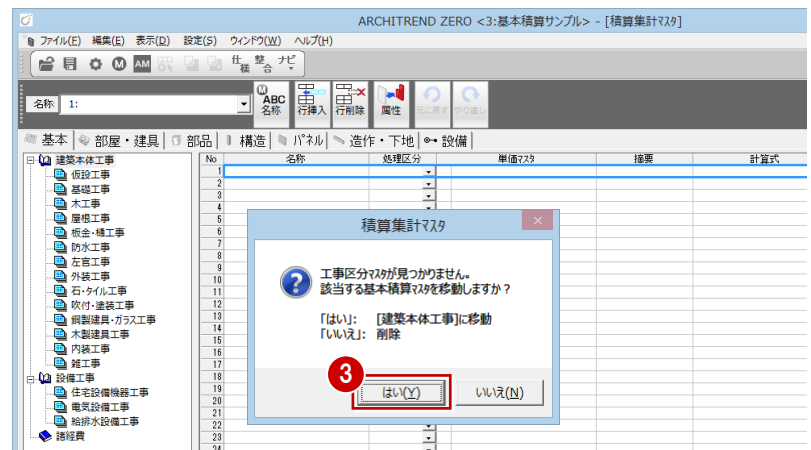 ARCHITREND ZERO <3:基本積算サンプル> - [積算集計ﾏｽﾀ]
ファイル(F) 編集(E) 表示(D) 設定(S) ウィンドウ(W) ヘルプ(H)
AM 仕様 整合 ナビ
名称 1: ABC 名称 行挿入 行削除 属性 元に戻す やり直し
基本 部屋・建具 部品 構造 ﾊﾟﾈﾙ 造作・下地 設備
建築本体工事
仮設工事
基礎工事
木工事
屋根工事
板金・樋工事
防水工事
左官工事
外装工事
石・タイル工事
吹付・塗装工事
鋼製建具・ガラス工事
木製建具工事
内装工事
雑工事
設備工事
住宅設備機器工事
電気設備工事
給排水設備工事
諸経費
No 名称 処理区分 単価ﾏｽﾀ 摘要 計算式
1
2
3
4
5
6
7
8
9
10
11
12
13
14
15
16
17
18
19
20
21
22
23
24
積算集計ﾏｽﾀ
工事区分ﾏｽﾀが見つかりません。
該当する基本積算ﾏｽﾀを移動しますか？
「はい」: [建築本体工事]に移動
「いいえ」: 削除
3
はい(Y) いいえ(N)